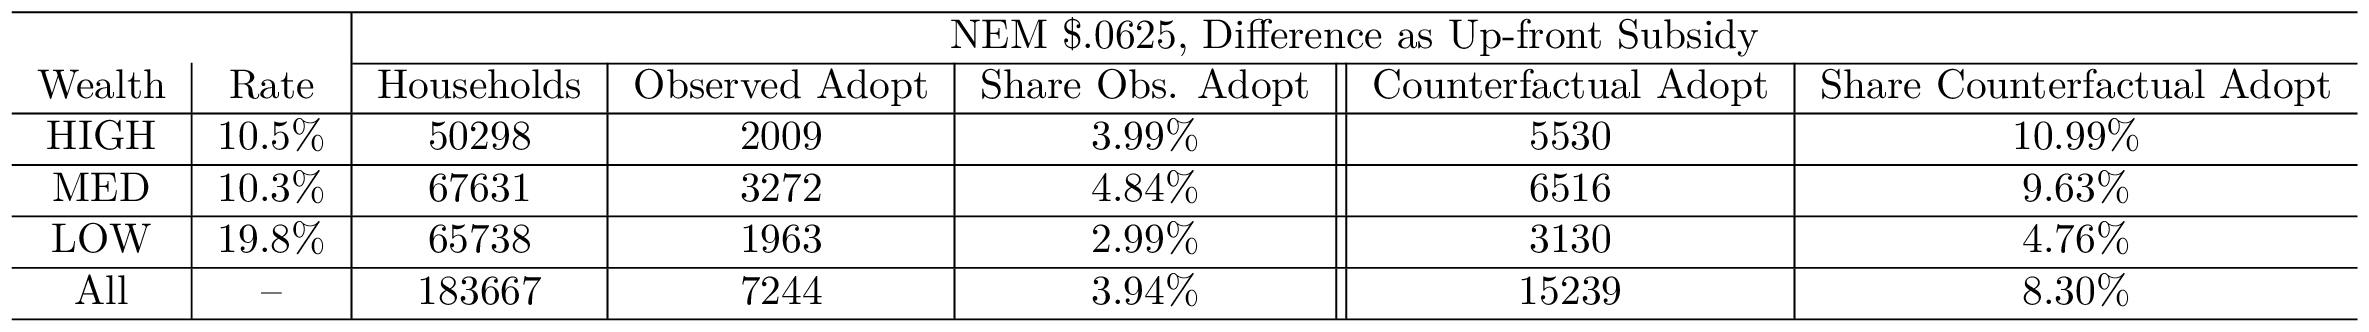 NEM $.0625, Difference as Up-front Subsidy
Wealth Rate Households Observed Adopt Share Obs. Adopt Counterfactual Adopt Share Counterfactual Adopt
HIGH 10.5% 50298 2009 3.99% 5530 10.99%
MED 10.3% 67631 3272 4.84% 6516 9.63%
LOW 19.8% 65738 1963 2.99% 3130 4.76%
All – 183667 7244 3.94% 15239 8.30%